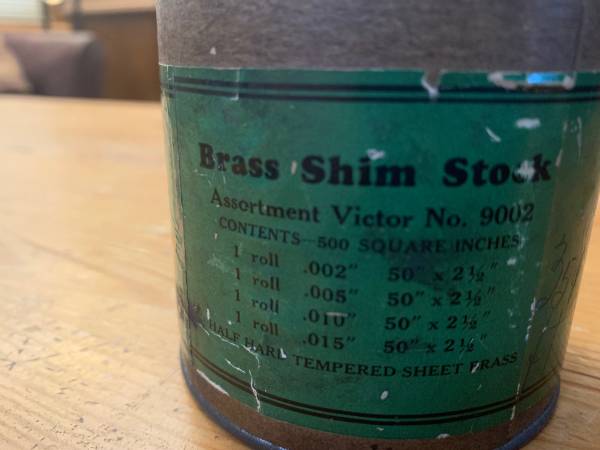 Brass Shim Stock
Assortment Victor No. 9002
CONTENTS—500 SQUARE INCHES
1 roll .002" 50" x 2½"
1 roll .005" 50" x 2½"
1 roll .010" 50" x 2½"
1 roll .015" 50" x 2½"
HALF HARD TEMPERED SHEET BRASS